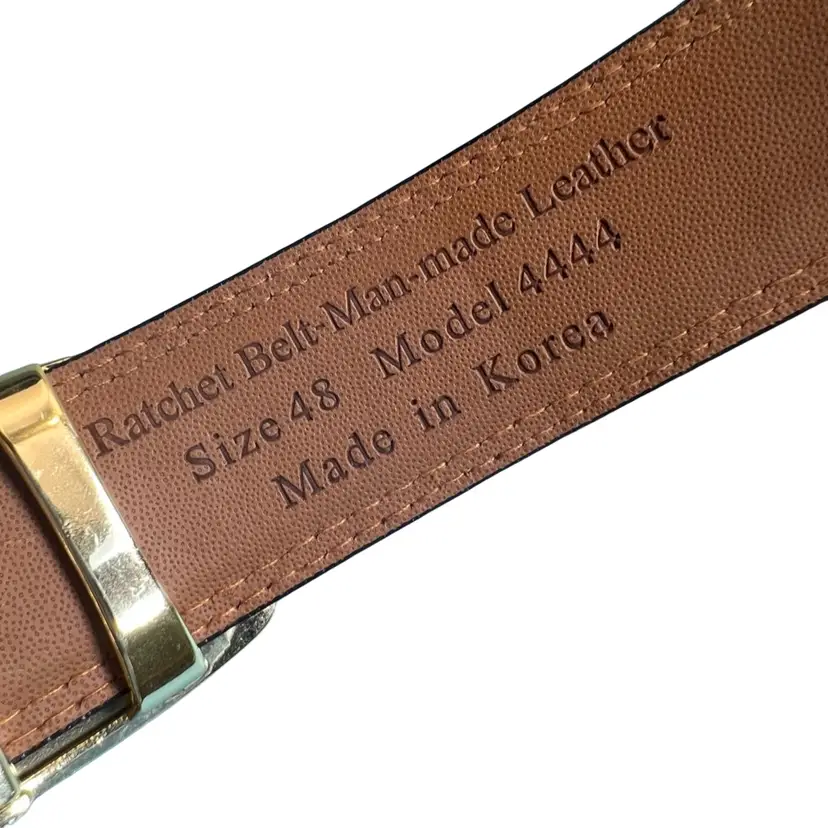 Ratchet Belt-Man-made Leather
Size 48 Model 4444
Made in Korea